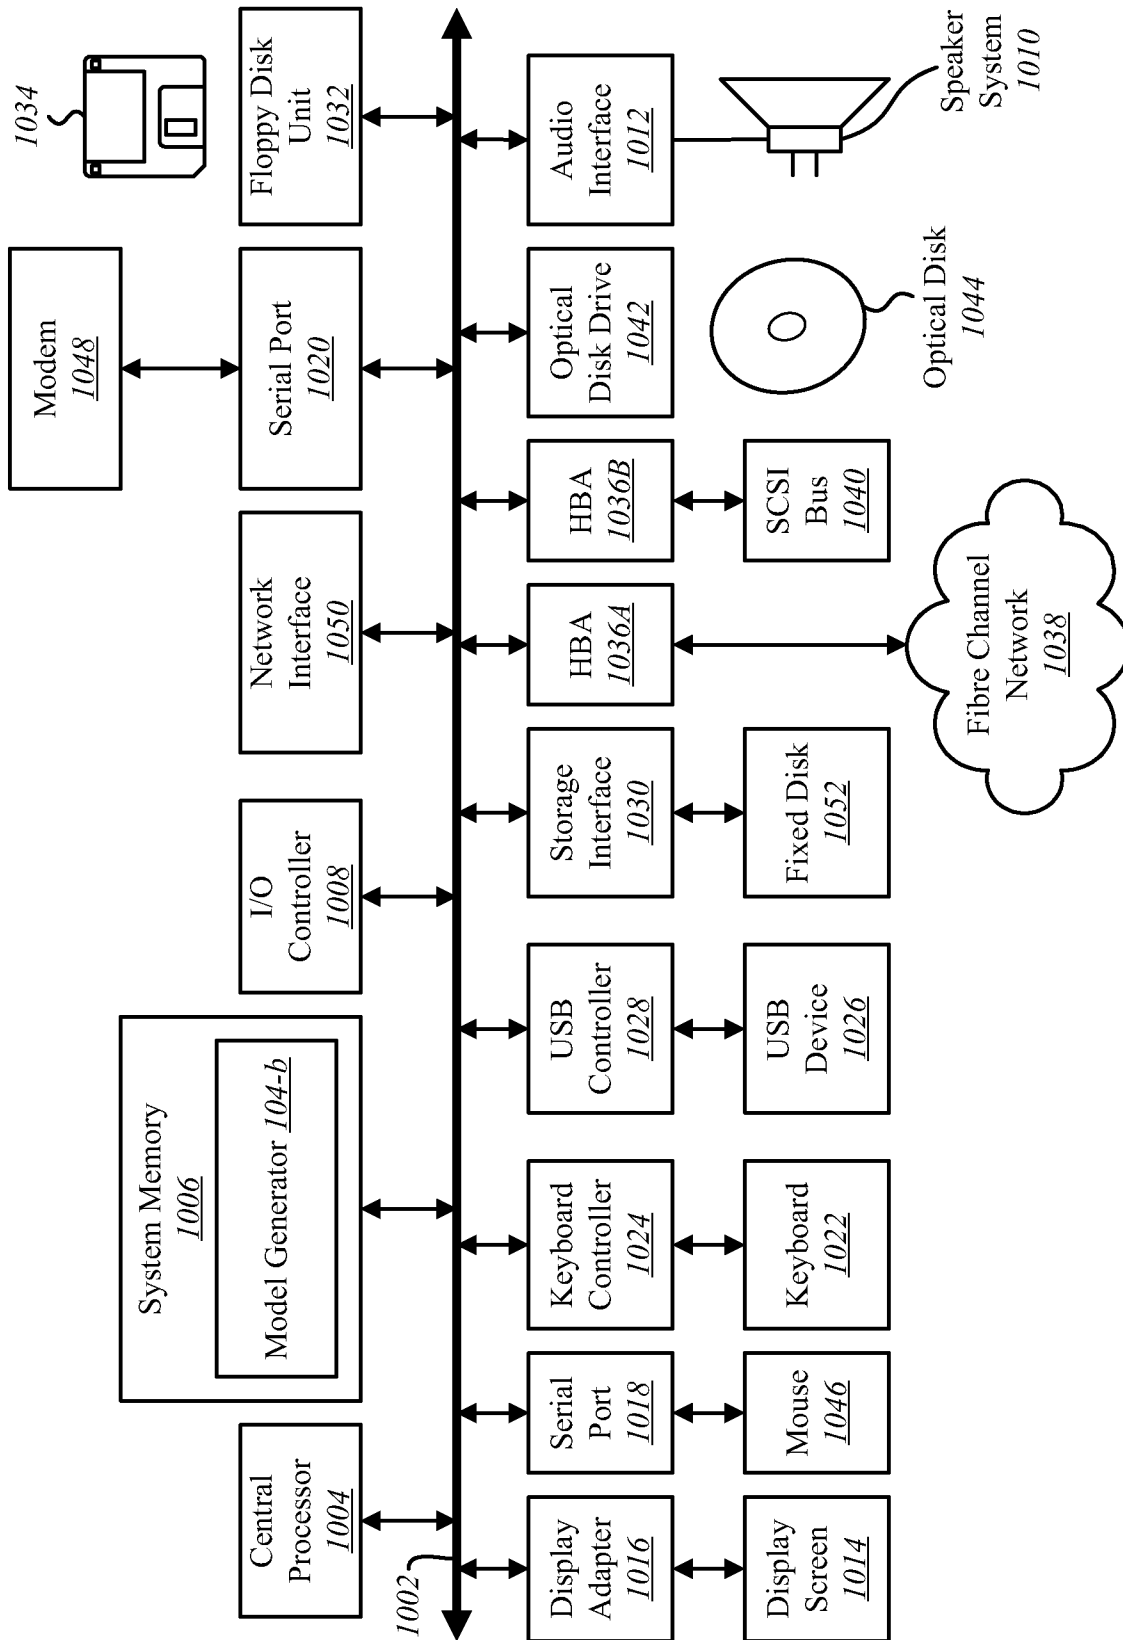 1034
Modem
1048
Central
Processor
1004
System Memory
1006
Model Generator 104-b
I/O
Controller
1008
Network
Interface
1050
Serial Port
1020
Floppy Disk
Unit
1032
1002
Display
Adapter
1016
Serial
Port
1018
Keyboard
Controller
1024
USB
Controller
1028
Storage
Interface
1030
HBA
1036A
HBA
1036B
Optical
Disk Drive
1042
Audio
Interface
1012
Display
Screen
1014
Mouse
1046
Keyboard
1022
USB
Device
1026
Fixed Disk
1052
Fibre Channel
Network
1038
SCSI
Bus
1040
Optical Disk
1044
Speaker
System
1010